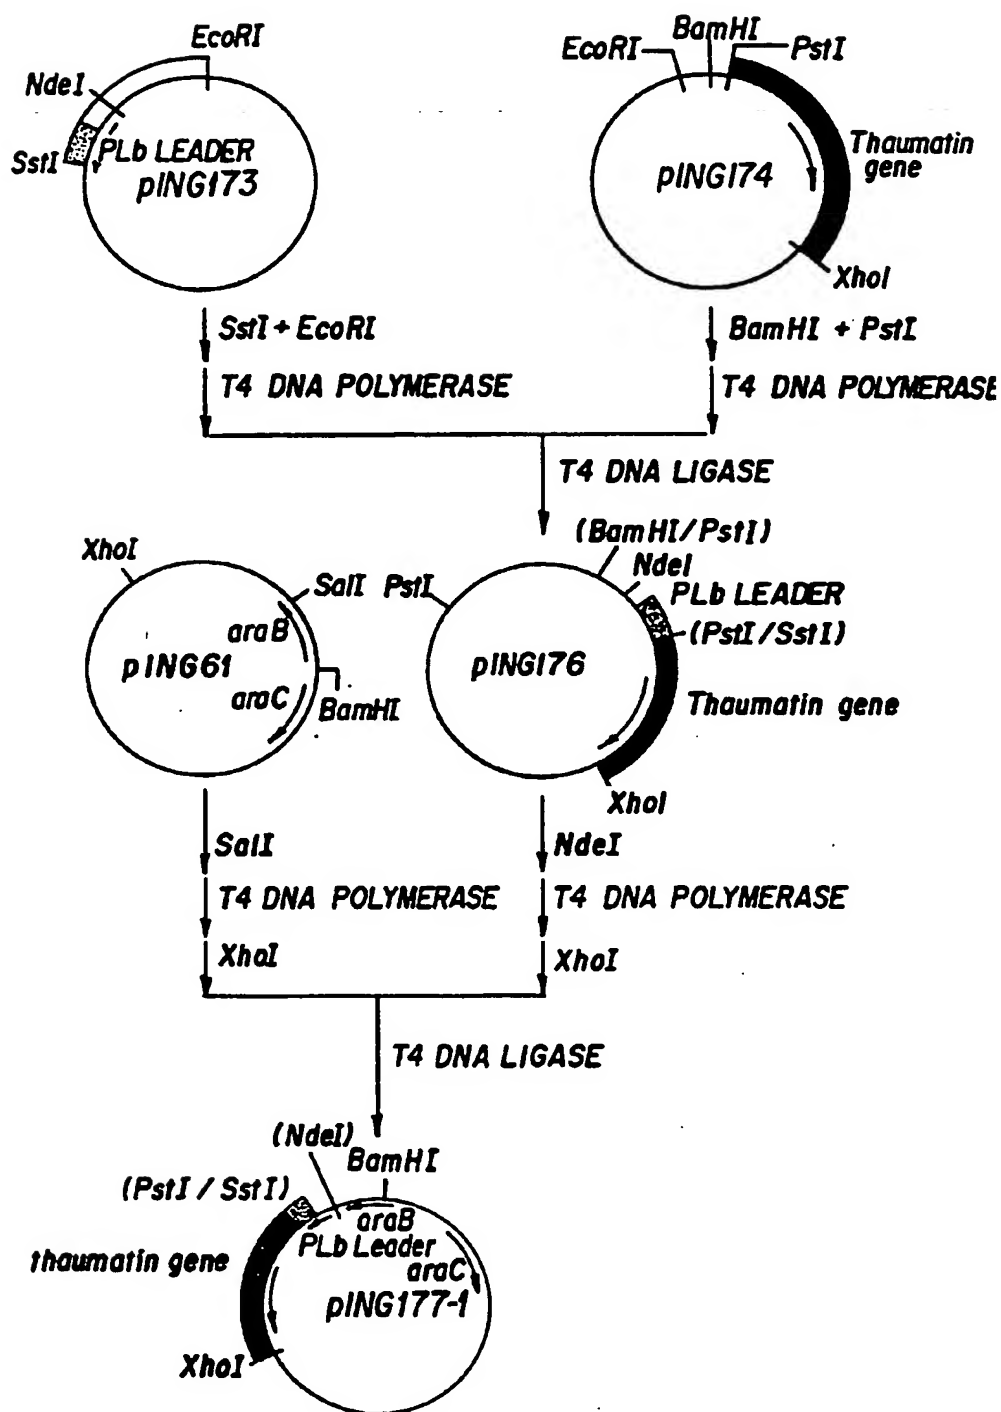 EcoRI
NdeI
SstI
PLb LEADER
pING173
BamHI
EcoRI
PstI
pING174
Thaumatin
gene
XhoI
SstI + EcoRI
T4 DNA POLYMERASE
BamHI + PstI
T4 DNA POLYMERASE
T4 DNA LIGASE
XhoI
SalI
araB
pING61
araC
BamHI
(BamHI/PstI)
NdeI
PstI
PLb LEADER
(PstI/SstI)
pING176
Thaumatin gene
XhoI
SalI
T4 DNA POLYMERASE
XhoI
NdeI
T4 DNA POLYMERASE
XhoI
T4 DNA LIGASE
(NdeI)
BamHI
(PstI / SstI)
araB
PLb Leader
thaumatin gene
araC
pING177-1
XhoI